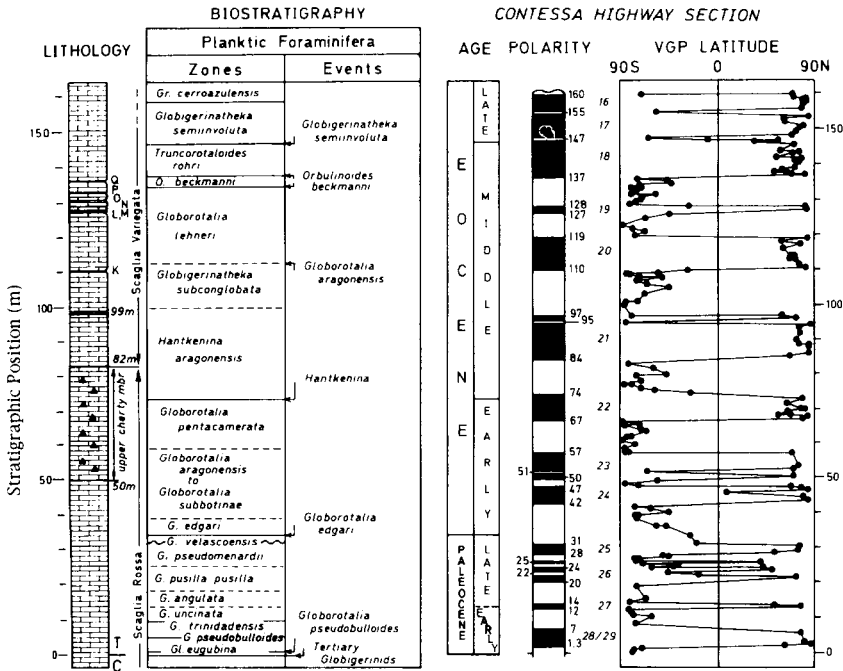 BIOSTRATIGRAPHY
CONTESSA HIGHWAY SECTION
LITHOLOGY
Planktic Foraminifera
Zones
Events
AGE
POLARITY
VGP LATITUDE
90S
0
90N
Stratigraphic Position (m)
150
100
50
0
Q
P
O
N
L,M
K
99m
82m
50m
T
C
upper cherty mbr
Scaglia Variegata
Scaglia Rossa
Gr. cerroazulensis
Globigerinatheka
semiinvoluta
Truncorotaloides
rohri
O. beckmanni
Globorotalia
lehneri
Globigerinatheka
subconglobata
Hantkenina
aragonensis
Globorotalia
pentacamerata
Globorotalia
aragonensis
to
Globorotalia
subbotinae
G. edgari
G. velascoensis
G. pseudomenardii
G. pusilla pusilla
G. angulata
G. uncinata
G. trinidadensis
G. pseudobulloides
Gl. eugubina
Globigerinatheka
semiinvoluta
Orbulinoides
beckmanni
Globorotalia
aragonensis
Hantkenina
Globorotalia
edgari
Globorotalia
pseudobulloides
Tertiary
Globigerinids
EOCENE
PALEOCENE
LATE
MIDDLE
EARLY
LATE
EARLY
160
155
147
137
128
127
119
110
97
95
84
74
67
57
51
50
47
42
31
28
25
24
22
20
14
12
7
1.3
16
17
18
19
20
21
22
23
24
25
26
27
28/29
150
100
50
0